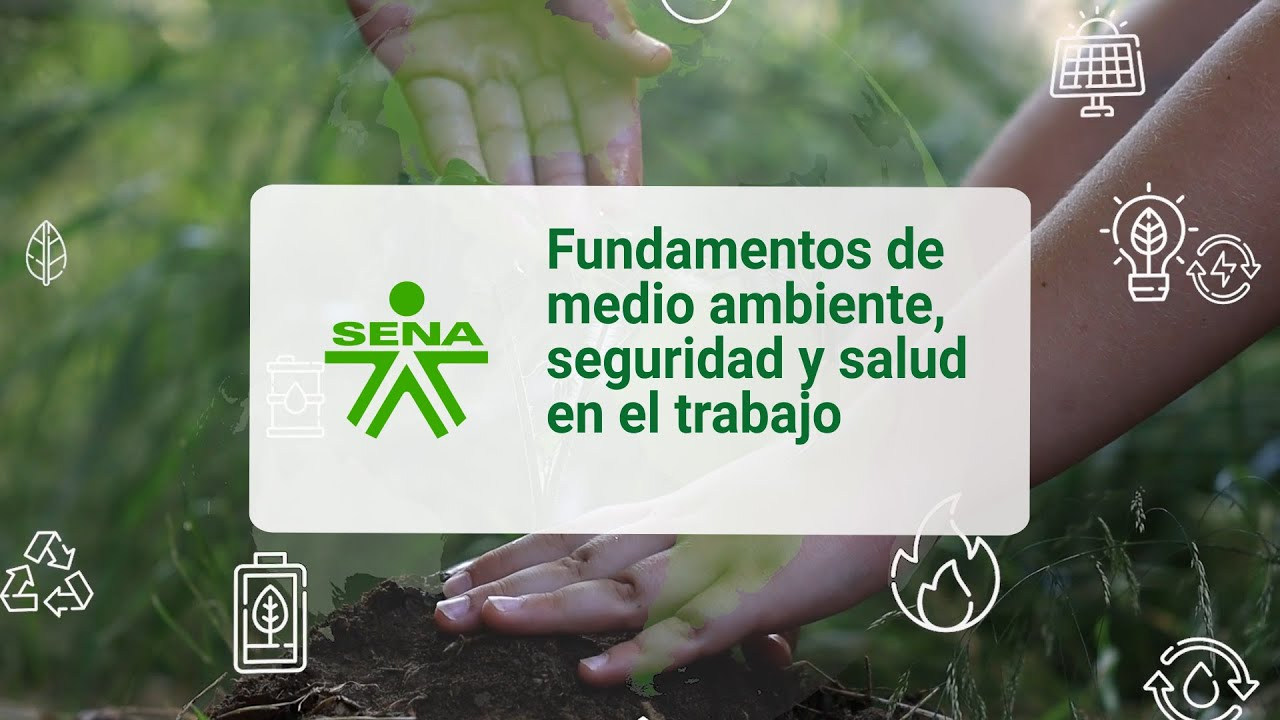 SENA
Fundamentos de
medio ambiente,
seguridad y salud
en el trabajo